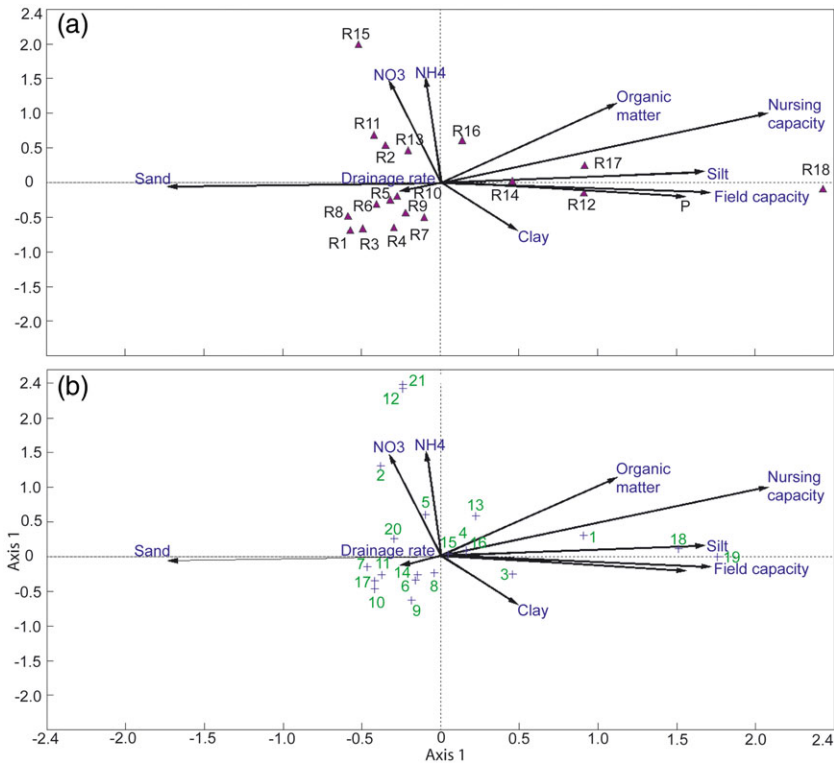 (a)
2.4
2.0
1.5
1.0
0.5
0
-0.5
-1.0
-1.5
-2.0
R15
NO3
NH4
R11
R2
R13
R16
Organic
matter
Nursing
capacity
R17
R18
Sand
Drainage rate
Silt
Field capacity
R5
R10
R14
R12
P
R6
R9
R8
R1
R3
R4
R7
Clay
(b)
2.4
2.0
1.5
1.0
0.5
0
-0.5
-1.0
-1.5
-2.0
Axis 1
21
12
NO3
NH4
2
5
13
Organic
matter
Nursing
capacity
20
15
4
16
1
18
19
Sand
Drainage rate
Silt
Field capacity
7
11
14
17
6
8
3
10
9
Clay
-2.4
-2.0
-1.5
-1.0
-0.5
0
0.5
1.0
1.5
2.0
2.4
Axis 1